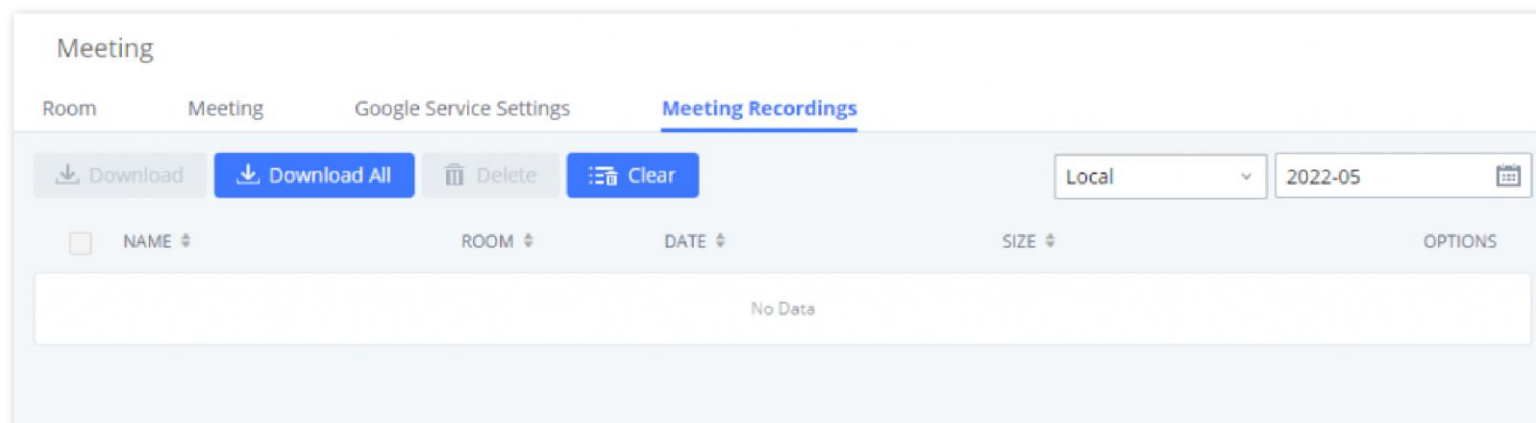 Meeting
Room Meeting Google Service Settings Meeting Recordings
Download Download All Delete Clear Local 2022-05
NAME ROOM DATE SIZE OPTIONS
No Data